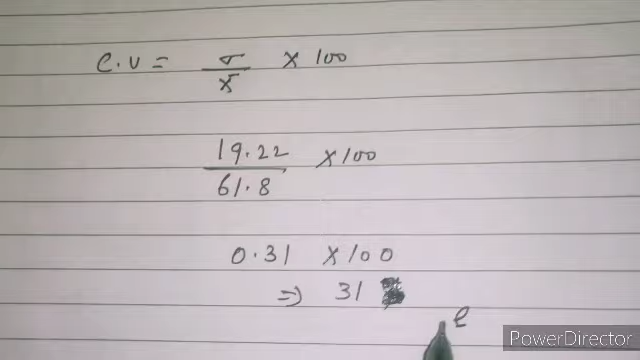 C.V = σ/x̄ × 100
19.22/61.8 × 100
0.31 × 100
⇒ 31
e
PowerDirector